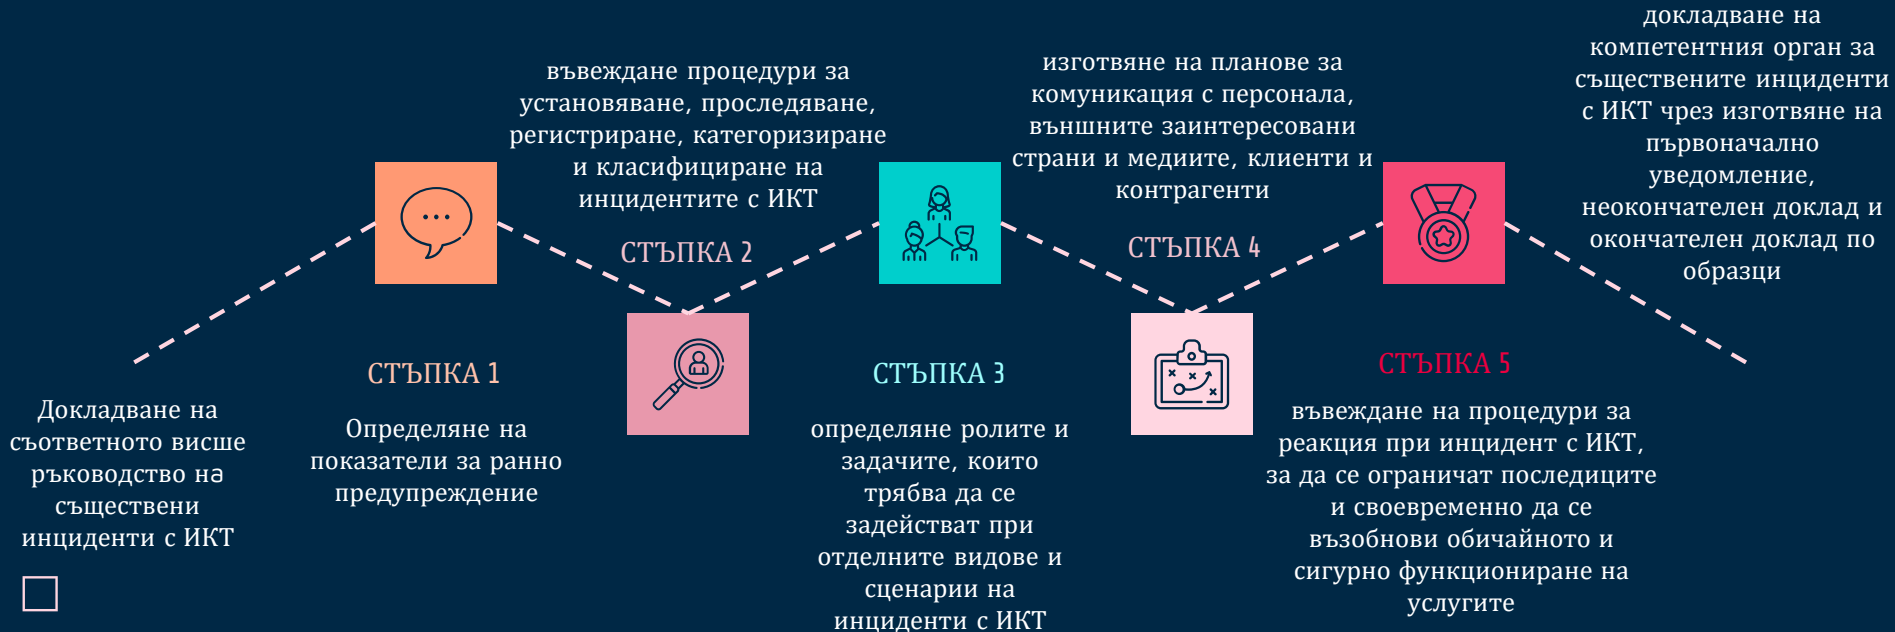 Докладване на
съответното висше
ръководство на
съществени
инциденти с ИКТ
СТЪПКА 1
Определяне на
показатели за ранно
предупреждение
въвеждане процедури за
установяване, проследяване,
регистриране, категоризиране
и класифициране на
инцидентите с ИКТ
СТЪПКА 2
СТЪПКА 3
определяне ролите и
задачите, които
трябва да се
задействат при
отделните видове и
сценарии на
инциденти с ИКТ
изготвяне на планове за
комуникация с персонала,
външните заинтересовани
страни и медиите, клиенти и
контрагенти
СТЪПКА 4
СТЪПКА 5
въвеждане на процедури за
реакция при инцидент с ИКТ,
за да се ограничат последиците
и своевременно да се
възобнови обичайното и
сигурно функциониране на
услугите
докладване на
компетентния орган за
съществените инциденти
с ИКТ чрез изготвяне на
първоначално
уведомление,
неокончателен доклад и
окончателен доклад по
образци